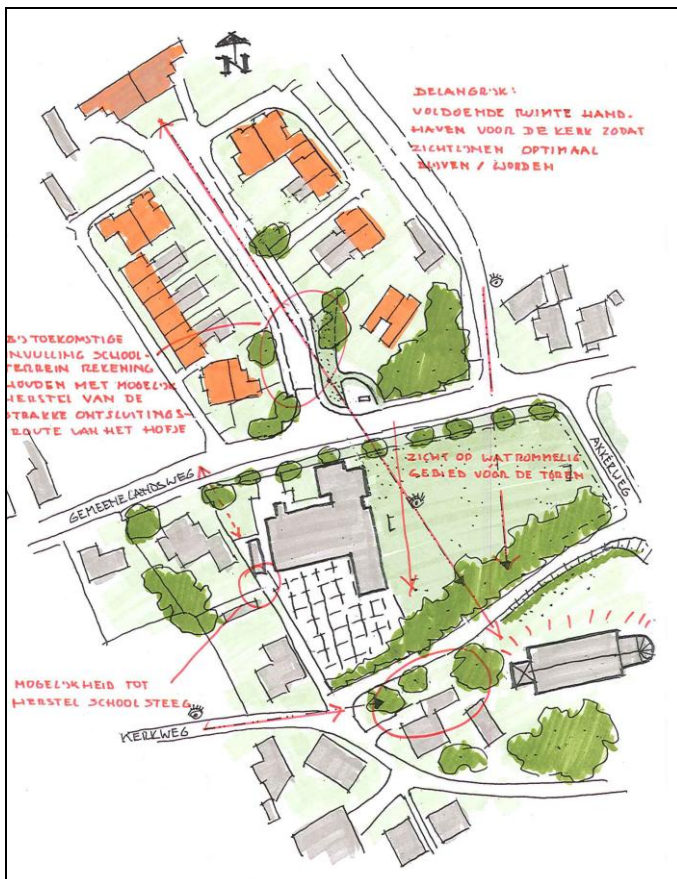 N
DELANGRIJK:
VOLDOENDE RUIMTE HAND-
HAVEN VOOR DE KERK ZODAT
ZICHTLIJNEN OPTIMAAL
BLIJVEN / WORDEN
BIJ TOEKOMSTIGE
NVULLING SCHOOL-
TERREIN REKENING
HOUDEN MET MOGELIJK
HERSTEL VAN DE
STRAKKE ONTSLUITINGS-
ROUTE VAN HET HOFJE
ZICHT OP WAT ROMMELIG
GEBIED VOOR DE TOREN
AKKERWEG
GEMEENELANDSWEG
MOGELIJKHEID TOT
HERSTEL SCHOOLSTEEG
KERKWEG